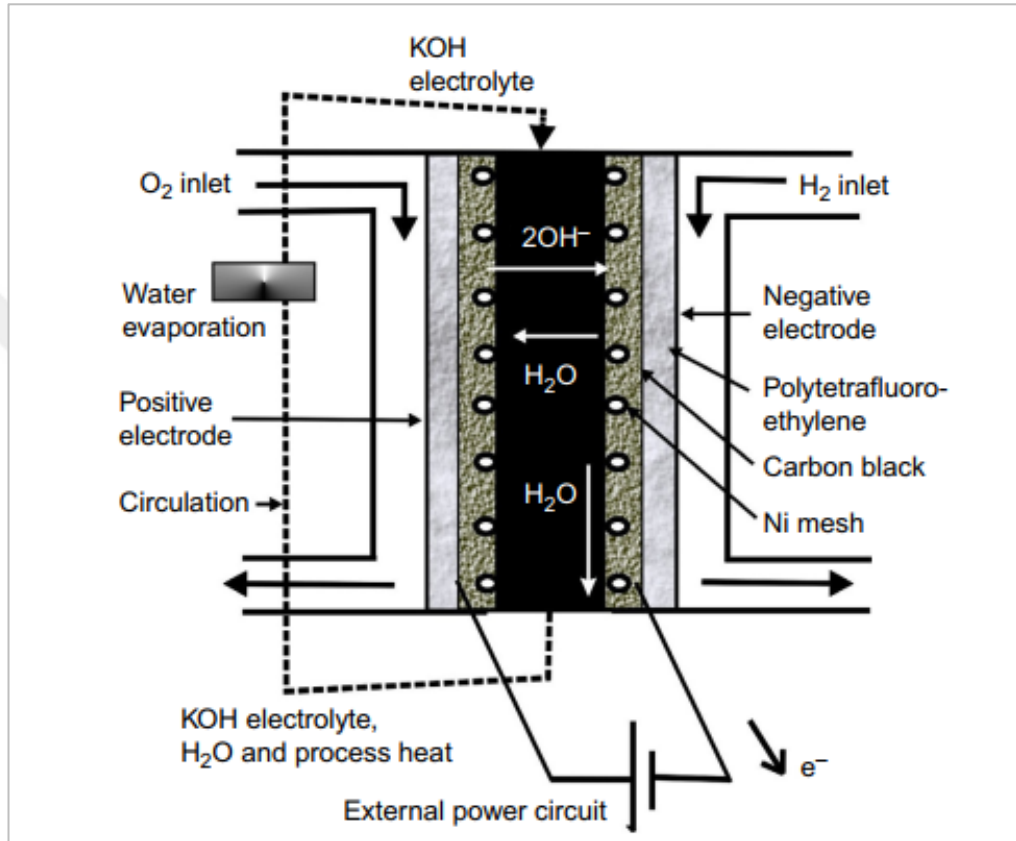 KOH
electrolyte
O₂ inlet
H₂ inlet
2OH⁻
Water
evaporation
Negative
electrode
H₂O
Polytetrafluoro-
ethylene
Positive
electrode
Carbon black
H₂O
Circulation
Ni mesh
KOH electrolyte,
H₂O and process heat
e⁻
External power circuit